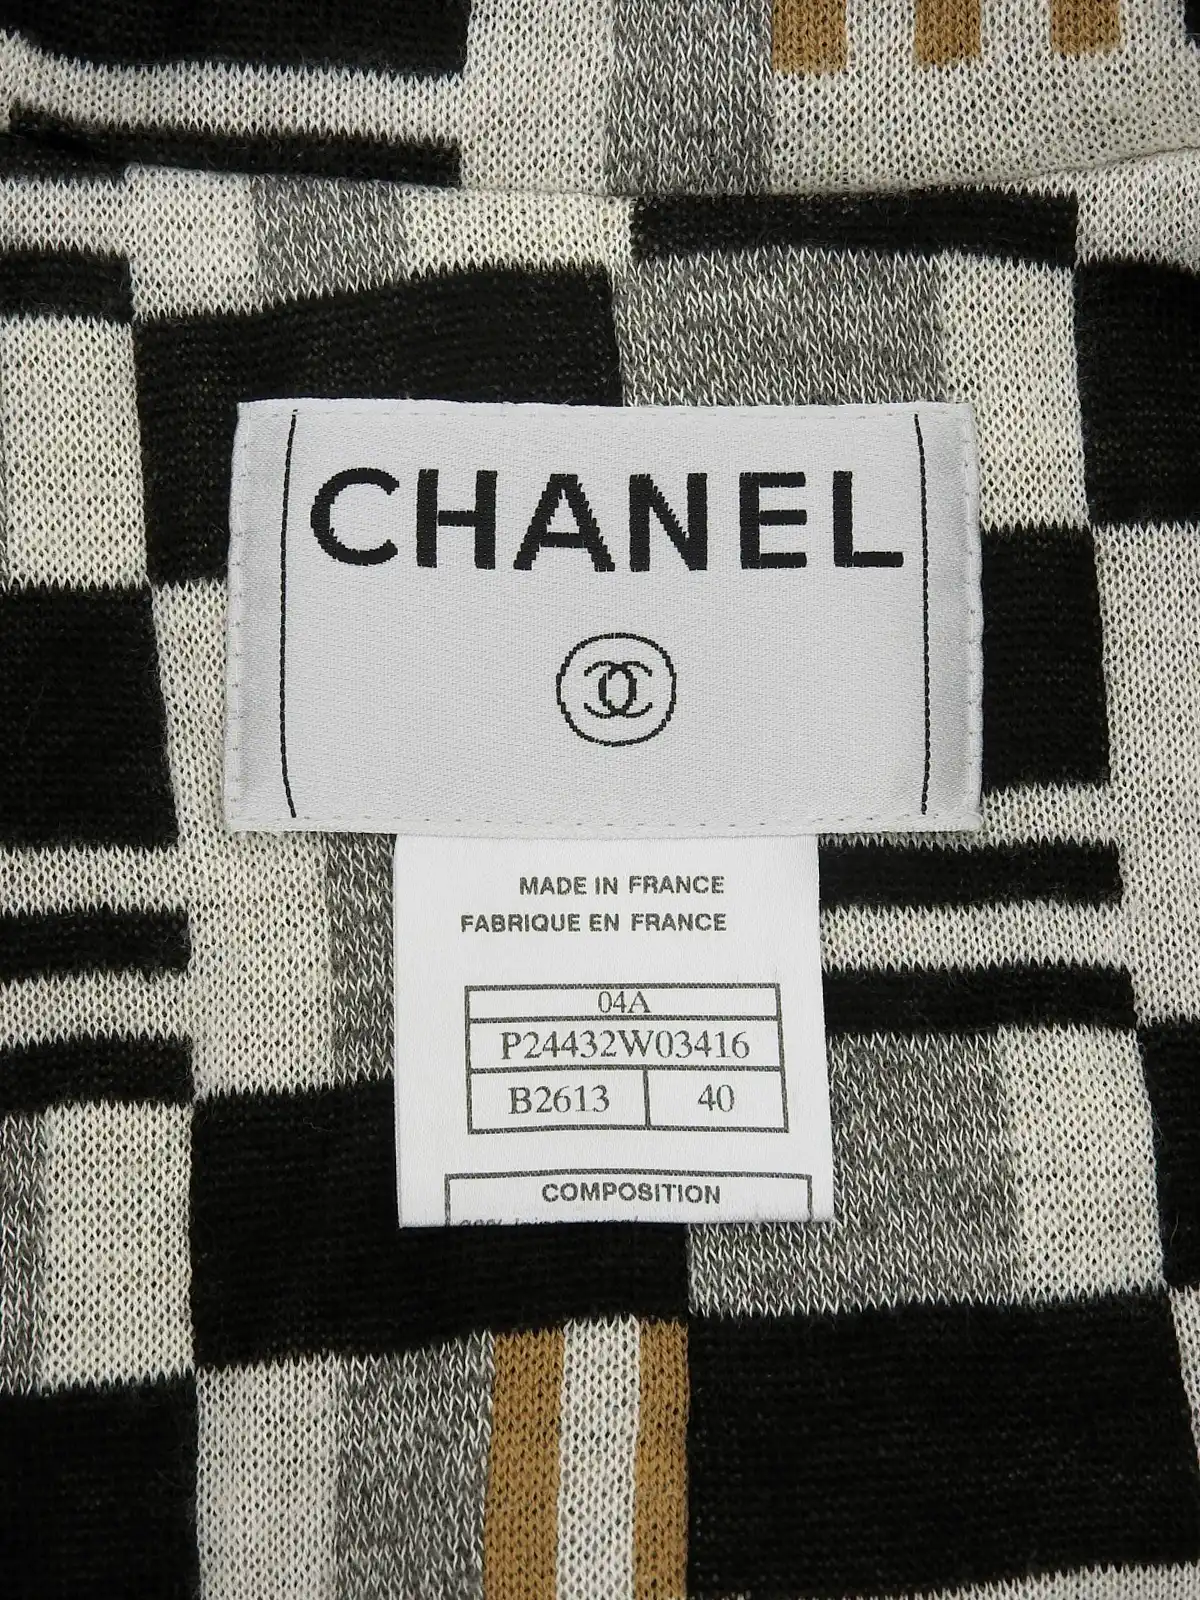 CHANEL
MADE IN FRANCE
FABRIQUE EN FRANCE
04A
P24432W03416
B2613 40
COMPOSITION